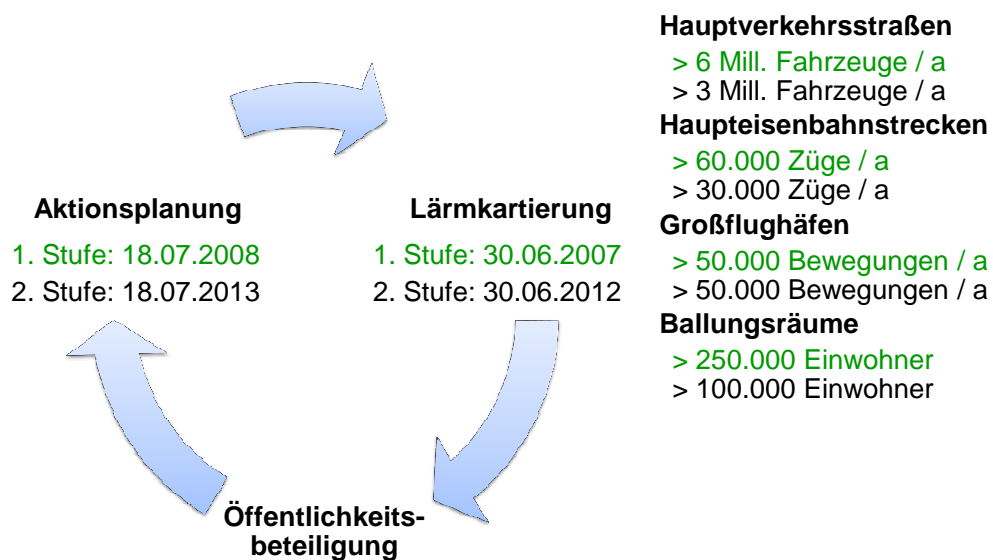 Hauptverkehrsstraßen
> 6 Mill. Fahrzeuge / a
> 3 Mill. Fahrzeuge / a
Haupteisenbahnstrecken
> 60.000 Züge / a
> 30.000 Züge / a
Großflughäfen
> 50.000 Bewegungen / a
> 50.000 Bewegungen / a
Ballungsräume
> 250.000 Einwohner
> 100.000 Einwohner
Aktionsplanung
1. Stufe: 18.07.2008
2. Stufe: 18.07.2013
Lärmkartierung
1. Stufe: 30.06.2007
2. Stufe: 30.06.2012
Öffentlichkeits-
beteiligung